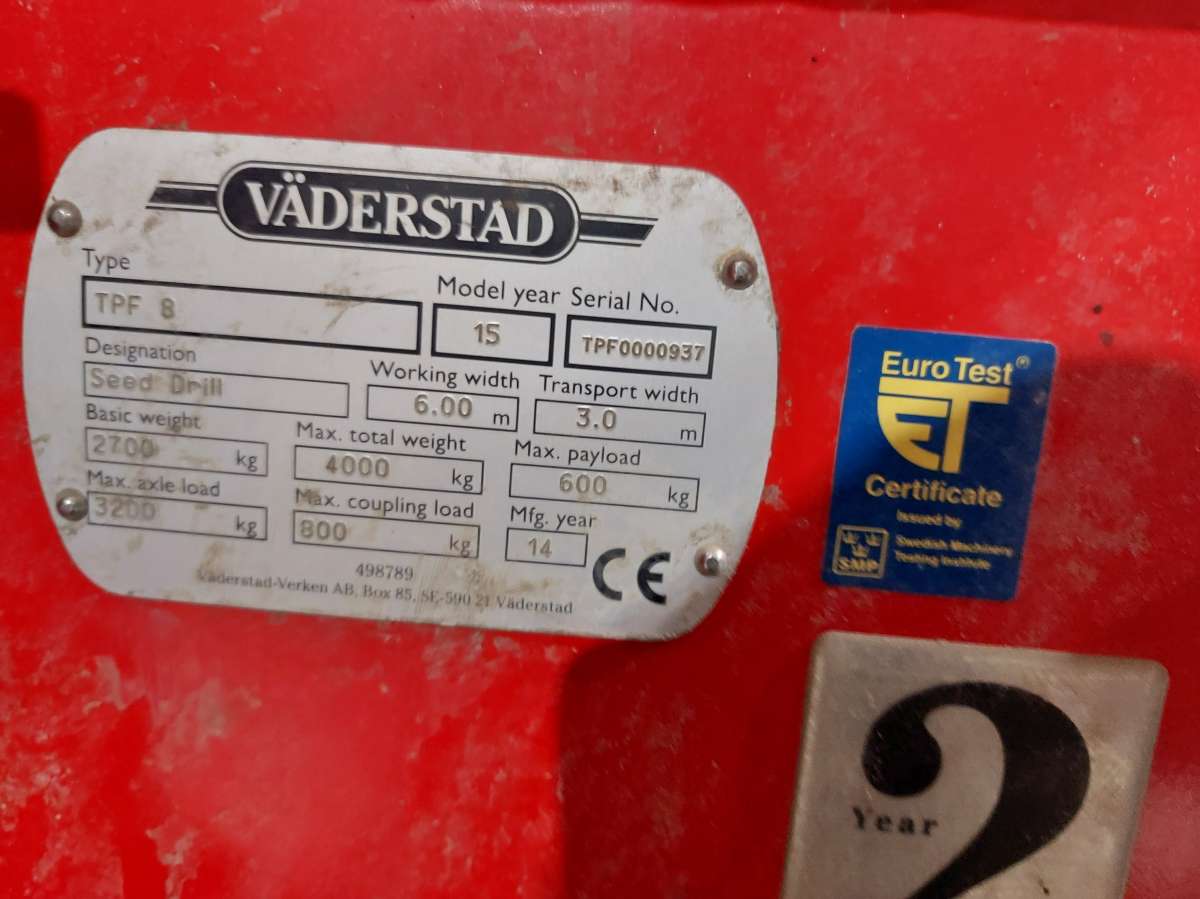 VÄDERSTAD
Type
TPF 8
Model year
15
Serial No.
TPF0000937
Designation
Seed Drill
Working width
6.00 m
Transport width
3.0 m
Basic weight
2700 kg
Max. total weight
4000 kg
Max. payload
600 kg
Max. axle load
3200 kg
Max. coupling load
800 kg
Mfg. year
14
CE
498789
Väderstad-Verken AB, Box 85, SE-590 21 Väderstad
Euro Test®
ET
Certificate
Issued by
SMP
Swedish Machinery
Testing Institute
2
Year